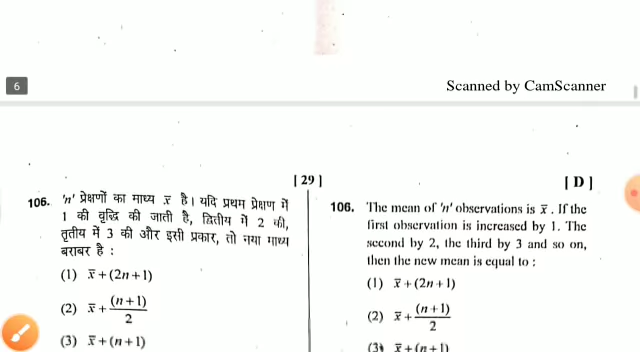 6
Scanned by CamScanner
[ 29 ]
[ D ]
106. 'n' प्रेक्षणों का माध्य x̅ है। यदि प्रथम प्रेक्षण में
1 की वृद्धि की जाती है, द्वितीय में 2 की,
तृतीय में 3 की और इसी प्रकार, तो नया माध्य
बराबर है :
(1) x̅ + (2n + 1)
(2) x̅ + (n + 1)/2
(3) x̅ + (n + 1)
106. The mean of 'n' observations is x̅ . If the
first observation is increased by 1. The
second by 2, the third by 3 and so on,
then the new mean is equal to :
(1) x̅ + (2n + 1)
(2) x̅ + (n + 1)/2
(3) x̅ + (n + 1)